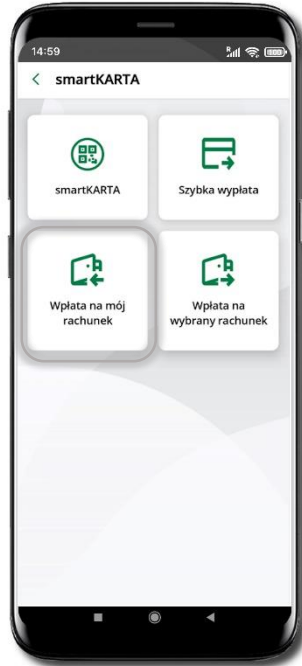 14:59
smartKARTA
smartKARTA
Szybka wypłata
Wpłata na mój
rachunek
Wpłata na
wybrany rachunek